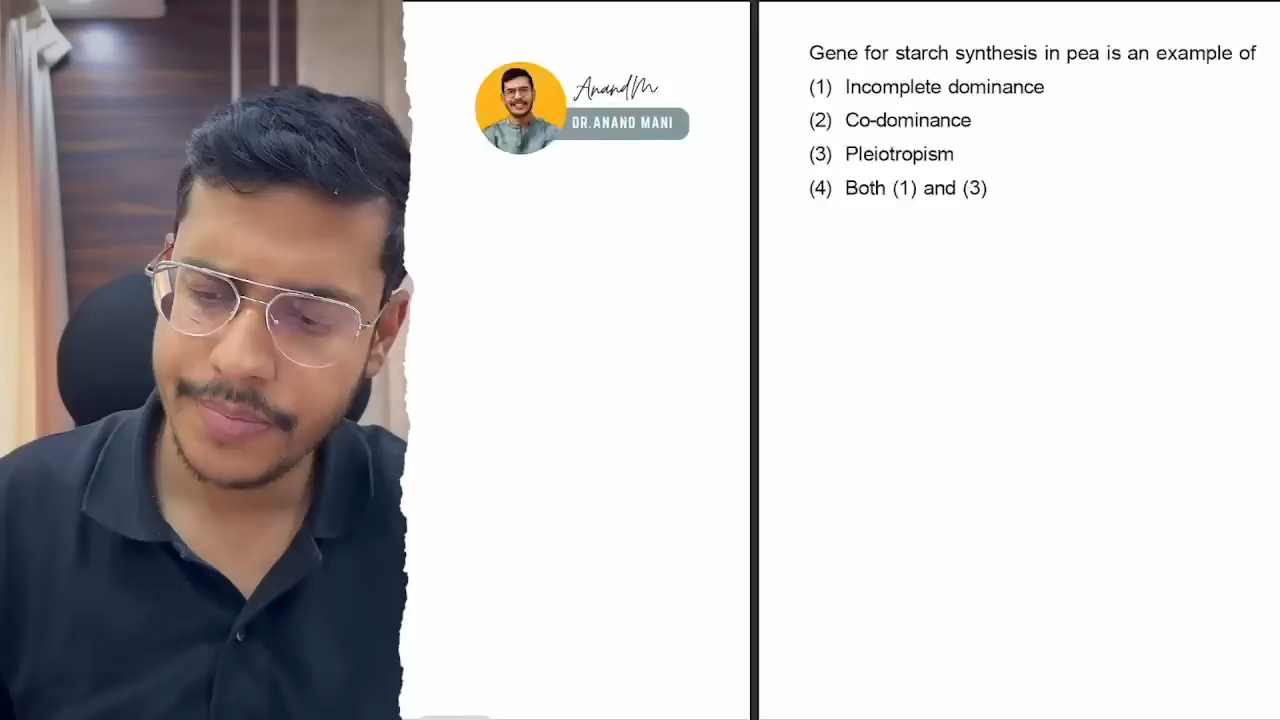 AnandM
DR.ANAND MANI
Gene for starch synthesis in pea is an example of
(1) Incomplete dominance
(2) Co-dominance
(3) Pleiotropism
(4) Both (1) and (3)